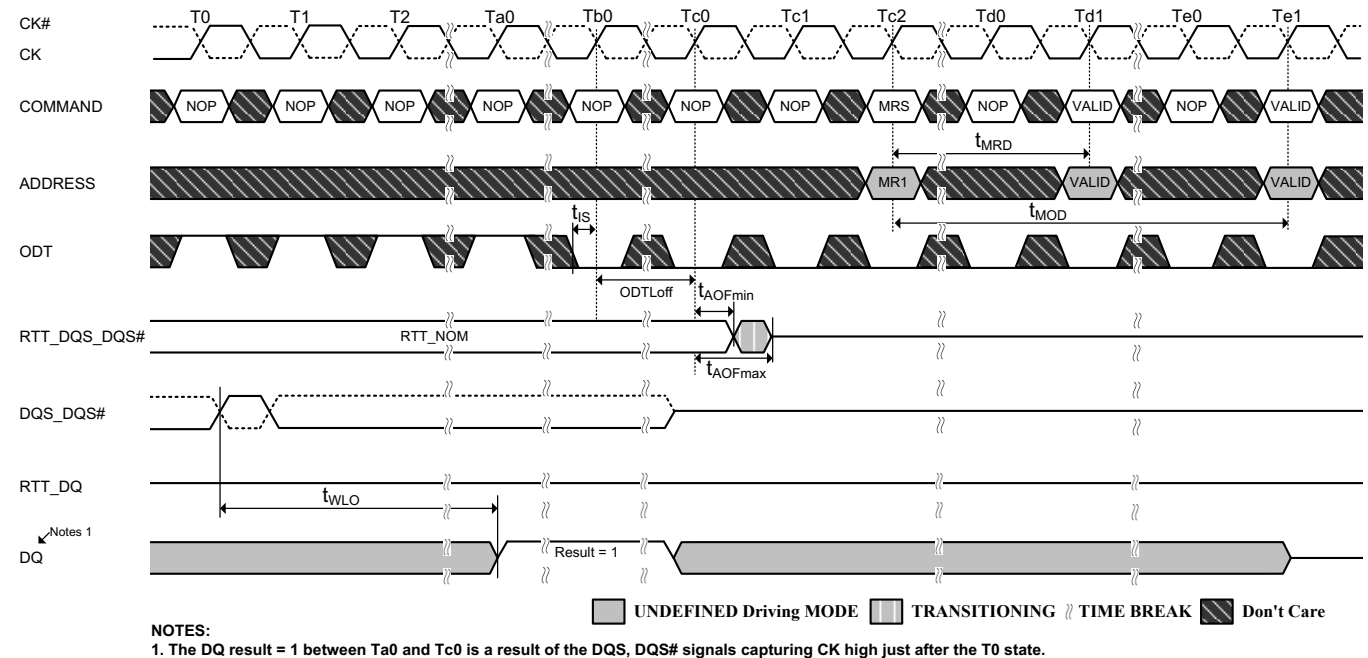 CK#
CK
T0 T1 T2 Ta0 Tb0 Tc0 Tc1 Tc2 Td0 Td1 Te0 Te1
COMMAND
NOP NOP NOP NOP NOP NOP NOP MRS NOP VALID NOP VALID
tMRD
ADDRESS
MR1 VALID VALID
tIS
tMOD
ODT
ODTLoff
tAOFmin
RTT_DQS_DQS#
RTT_NOM
tAOFmax
DQS_DQS#
RTT_DQ
tWLO
Notes 1
DQ
Result = 1
UNDEFINED Driving MODE TRANSITIONING TIME BREAK Don't Care
NOTES:
1. The DQ result = 1 between Ta0 and Tc0 is a result of the DQS, DQS# signals capturing CK high just after the T0 state.